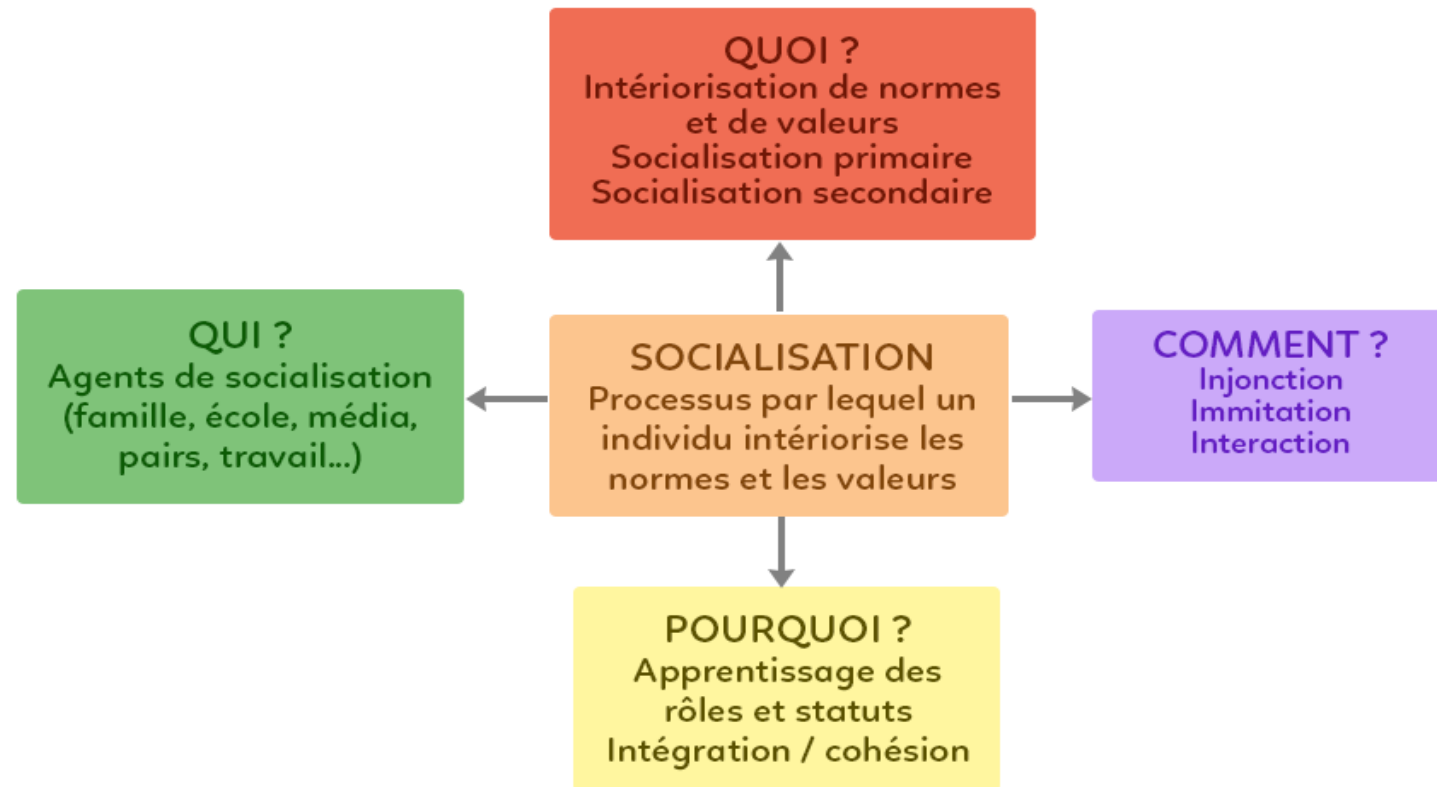 QUOI ?
Intériorisation de normes
et de valeurs
Socialisation primaire
Socialisation secondaire
QUI ?
Agents de socialisation
(famille, école, média,
pairs, travail...)
SOCIALISATION
Processus par lequel un
individu intériorise les
normes et les valeurs
COMMENT ?
Injonction
Immitation
Interaction
POURQUOI ?
Apprentissage des
rôles et statuts
Intégration / cohésion